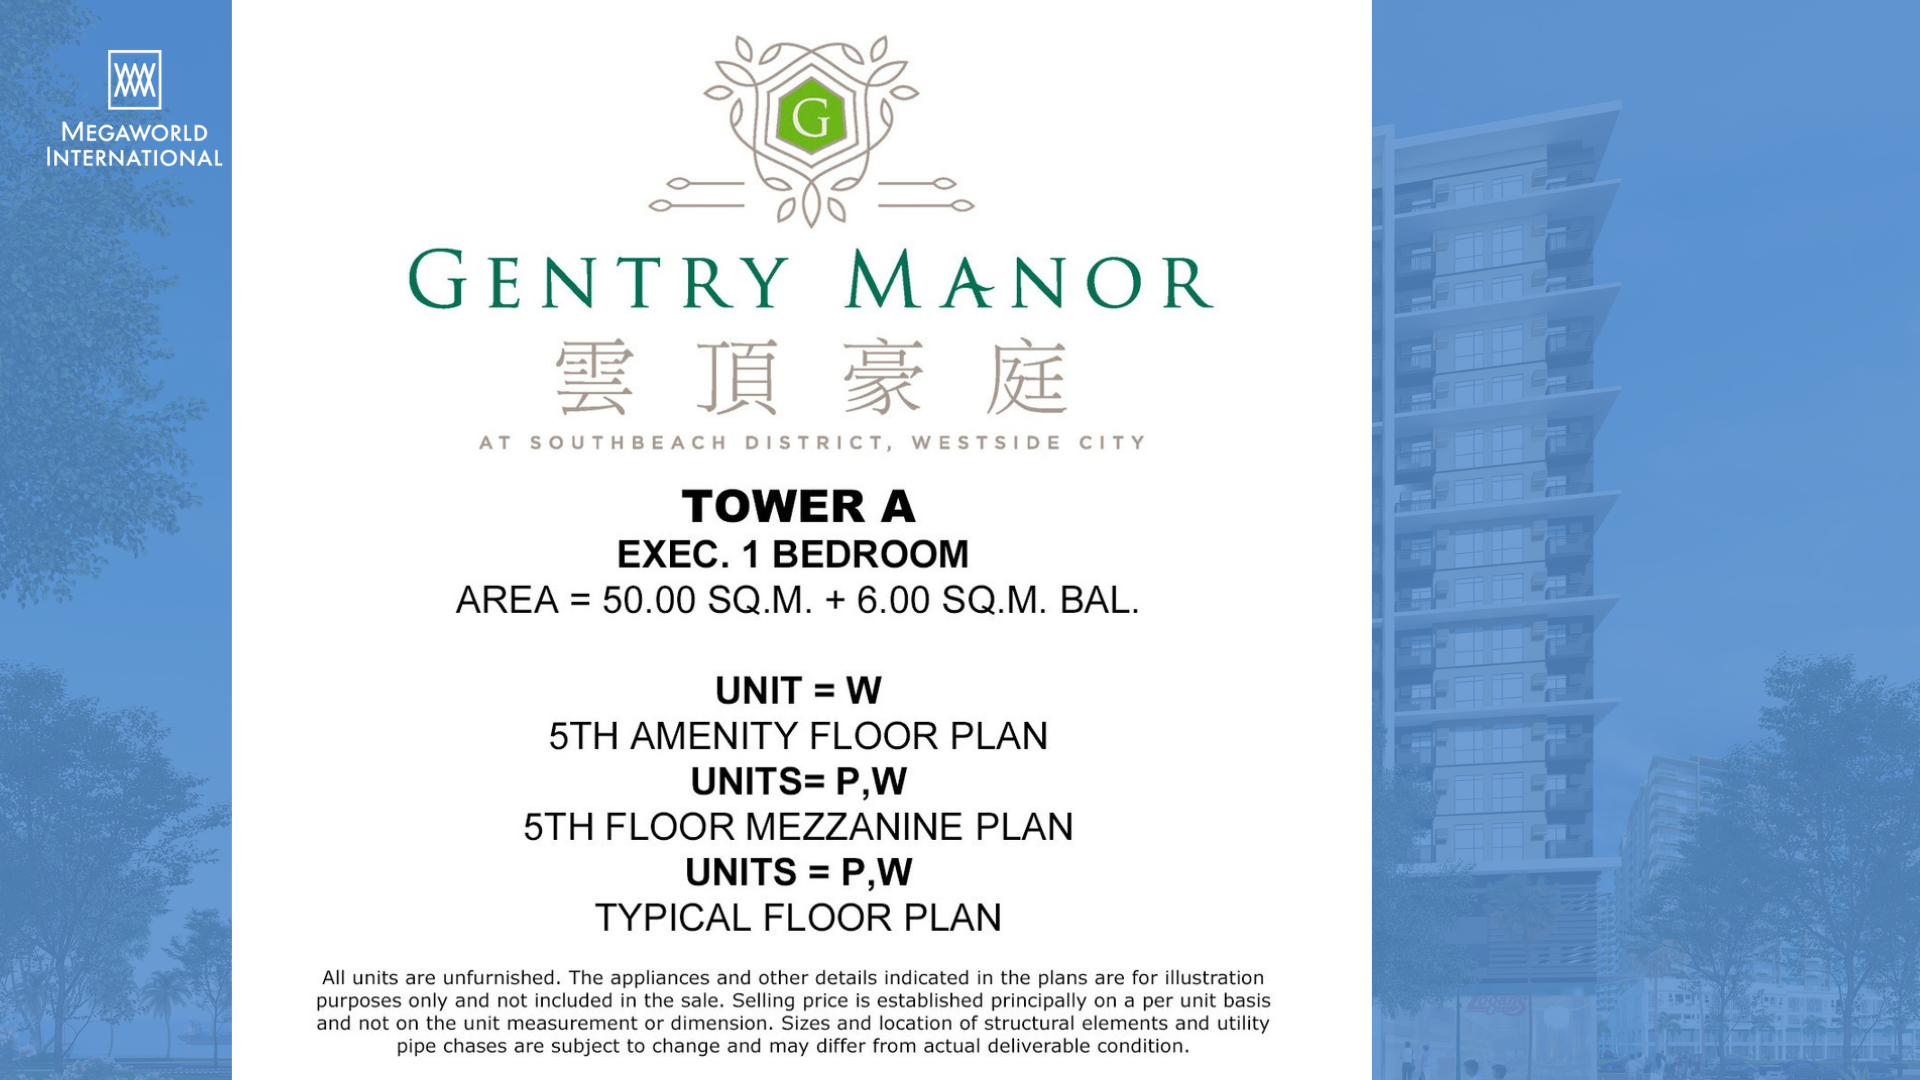 MEGAWORLD
INTERNATIONAL
G
GENTRY MANOR
雲頂豪庭
AT SOUTHBEACH DISTRICT, WESTSIDE CITY
TOWER A
EXEC. 1 BEDROOM
AREA = 50.00 SQ.M. + 6.00 SQ.M. BAL.
UNIT = W
5TH AMENITY FLOOR PLAN
UNITS= P,W
5TH FLOOR MEZZANINE PLAN
UNITS = P,W
TYPICAL FLOOR PLAN
All units are unfurnished. The appliances and other details indicated in the plans are for illustration
purposes only and not included in the sale. Selling price is established principally on a per unit basis
and not on the unit measurement or dimension. Sizes and location of structural elements and utility
pipe chases are subject to change and may differ from actual deliverable condition.